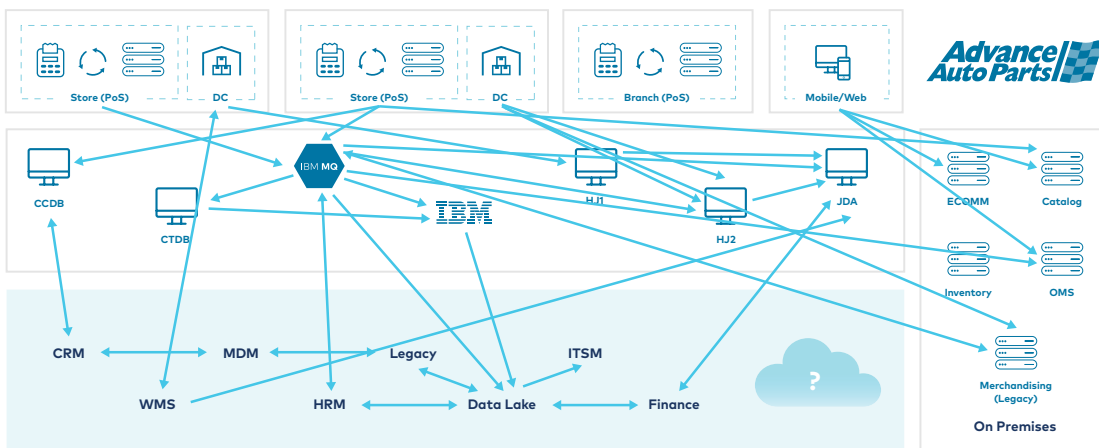 Store (PoS)
DC
Store (PoS)
DC
Branch (PoS)
Mobile/Web
Advance
Auto Parts
CCDB
CTDB
IBM MQ
IBM
HJ1
HJ2
JDA
ECOMM
Catalog
Inventory
OMS
Merchandising
(Legacy)
On Premises
CRM
MDM
Legacy
ITSM
WMS
HRM
Data Lake
Finance
?